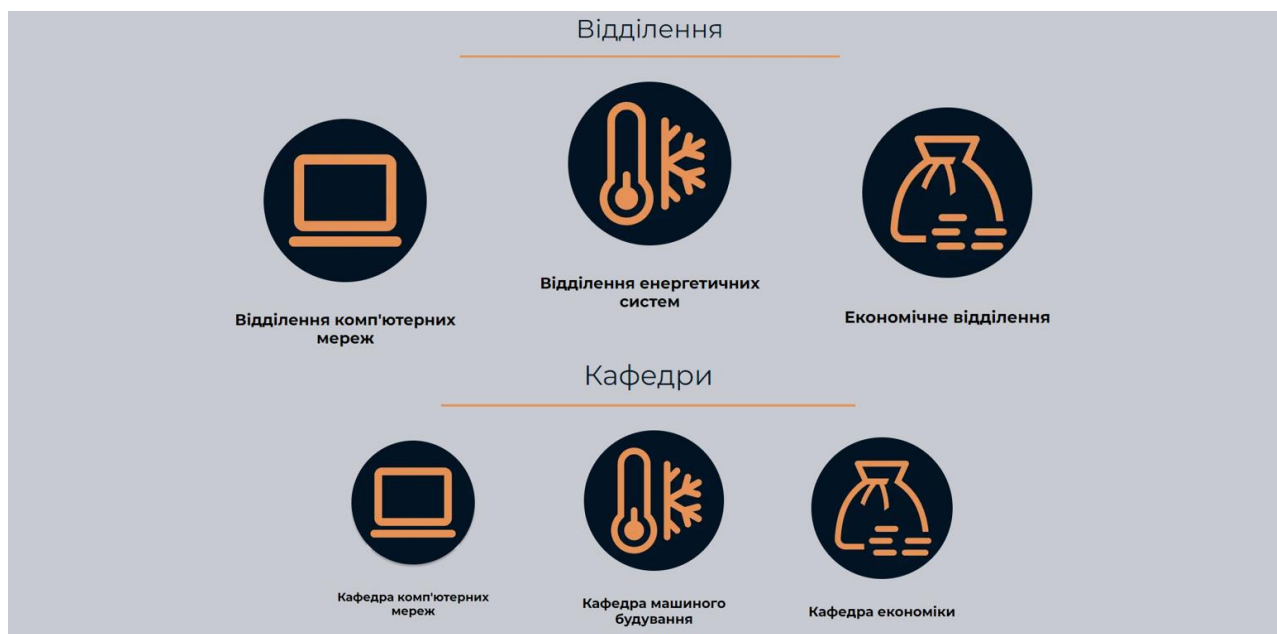 Відділення
Відділення комп'ютерних
мереж
Відділення енергетичних
систем
Економічне відділення
Кафедри
Кафедра комп'ютерних
мереж
Кафедра машиного
будування
Кафедра економіки